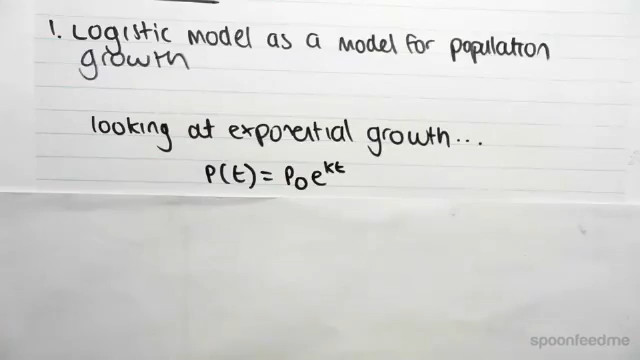 1. Logistic model as a model for population
growth
looking at exponential growth...
P(t) = P₀e^kt
spoonfeedme